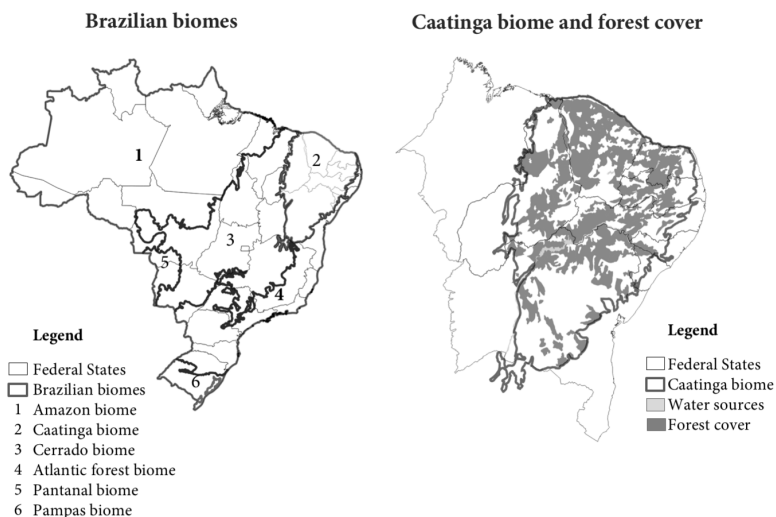 Brazilian biomes
1
2
3
5
4
6
Legend
Federal States
Brazilian biomes
1 Amazon biome
2 Caatinga biome
3 Cerrado biome
4 Atlantic forest biome
5 Pantanal biome
6 Pampas biome
Caatinga biome and forest cover
Legend
Federal States
Caatinga biome
Water sources
Forest cover